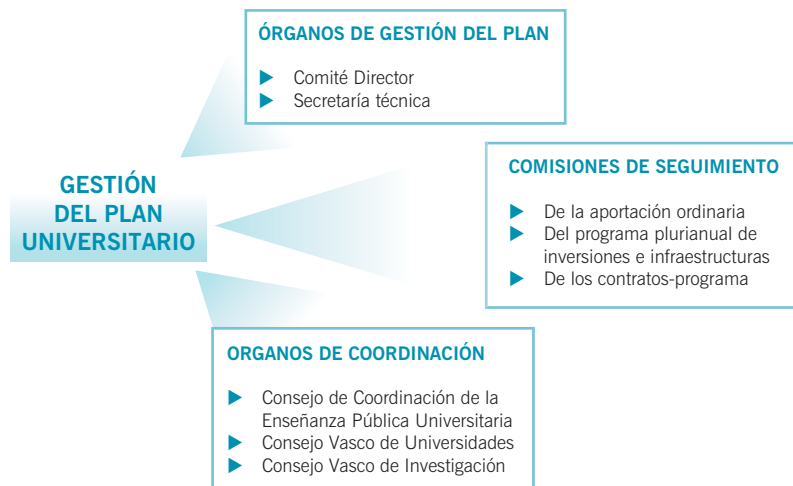 ÓRGANOS DE GESTIÓN DEL PLAN
▶ Comité Director
▶ Secretaría técnica
GESTIÓN
DEL PLAN
UNIVERSITARIO
COMISIONES DE SEGUIMIENTO
▶ De la aportación ordinaria
▶ Del programa plurianual de
inversiones e infraestructuras
▶ De los contratos-programa
ORGANOS DE COORDINACIÓN
▶ Consejo de Coordinación de la
Enseñanza Pública Universitaria
▶ Consejo Vasco de Universidades
▶ Consejo Vasco de Investigación